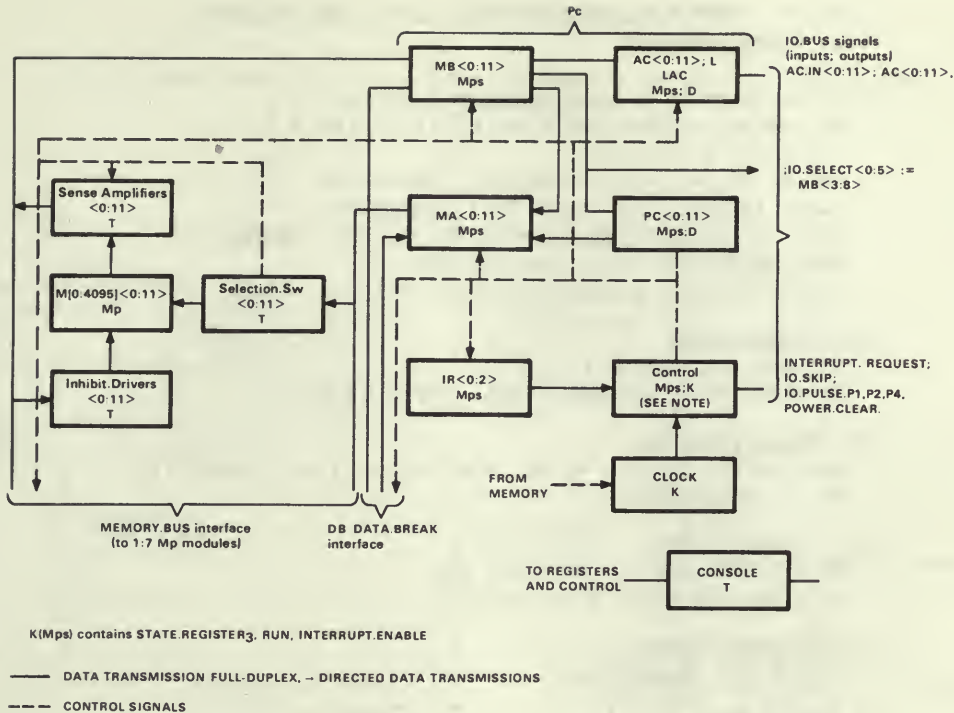 Pc
MB<0:11>
Mps
AC<0:11>; L
LAC
Mps; D
IO.BUS signals
(inputs; outputs)
AC.IN<0:11>; AC<0:11>,
;IO.SELECT<0:5> :=
MB<3:8>
Sense Amplifiers
<0:11>
T
MA<0:11>
Mps
PC<0:11>
Mps;D
M[0:4095]<0:11>
Mp
Selection.Sw
<0:11>
T
Inhibit.Drivers
<0:11>
T
IR<0:2>
Mps
Control
Mps;K
(SEE NOTE)
INTERRUPT. REQUEST;
IO.SKIP;
IO.PULSE.P1,P2,P4,
POWER.CLEAR.
FROM
MEMORY
CLOCK
K
MEMORY.BUS interface
(to 1:7 Mp modules)
DB DATA.BREAK
interface
TO REGISTERS
AND CONTROL
CONSOLE
T
K(Mps) contains STATE.REGISTER3, RUN, INTERRUPT.ENABLE
DATA TRANSMISSION FULL-DUPLEX, → DIRECTED DATA TRANSMISSIONS
CONTROL SIGNALS